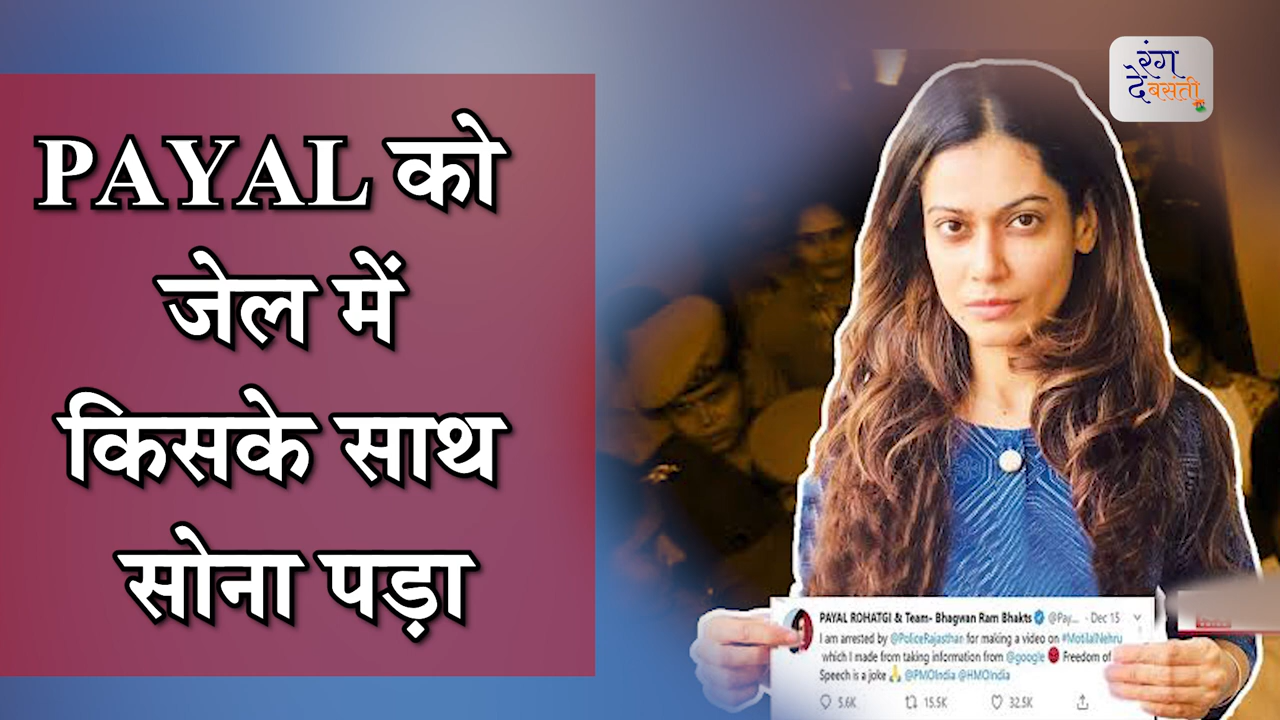 PAYAL को
जेल में
किसके साथ
सोना पड़ा
रंग
दे बसंती
PAYAL ROHATGI & Team- Bhagwan Ram Bhakts @Pay... · Dec 15
I am arrested by @PoliceRajasthan for making a video on #MotilalNehru
which I made from taking information from @google Freedom of
Speech is a joke @PMOIndia @HMOIndia
5.6K 15.5K 32.5K